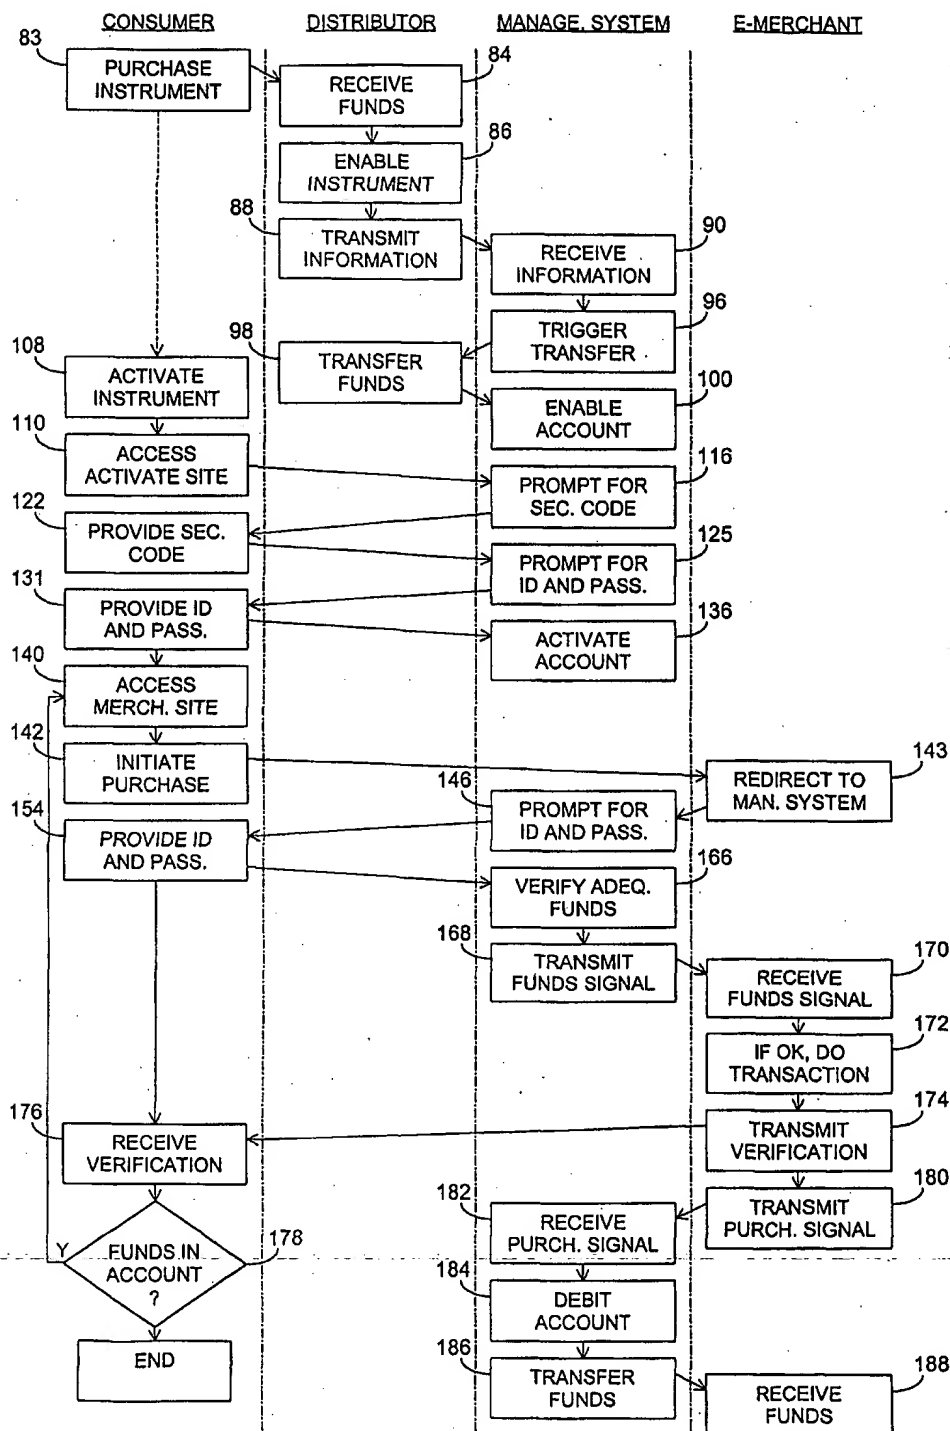 CONSUMER DISTRIBUTOR MANAGE. SYSTEM E-MERCHANT
83
PURCHASE
INSTRUMENT
84
RECEIVE
FUNDS
86
ENABLE
INSTRUMENT
88
TRANSMIT
INFORMATION
90
RECEIVE
INFORMATION
96
TRIGGER
TRANSFER
98
TRANSFER
FUNDS
100
ENABLE
ACCOUNT
108
ACTIVATE
INSTRUMENT
110
ACCESS
ACTIVATE SITE
116
PROMPT FOR
SEC. CODE
122
PROVIDE SEC.
CODE
125
PROMPT FOR
ID AND PASS.
131
PROVIDE ID
AND PASS.
136
ACTIVATE
ACCOUNT
140
ACCESS
MERCH. SITE
142
INITIATE
PURCHASE
143
REDIRECT TO
MAN. SYSTEM
146
PROMPT FOR
ID AND PASS.
154
PROVIDE ID
AND PASS.
166
VERIFY ADEQ.
FUNDS
168
TRANSMIT
FUNDS SIGNAL
170
RECEIVE
FUNDS SIGNAL
172
IF OK, DO
TRANSACTION
174
TRANSMIT
VERIFICATION
176
RECEIVE
VERIFICATION
180
TRANSMIT
PURCH. SIGNAL
182
RECEIVE
PURCH. SIGNAL
178
Y
FUNDS IN
ACCOUNT
?
184
DEBIT
ACCOUNT
END
186
TRANSFER
FUNDS
188
RECEIVE
FUNDS